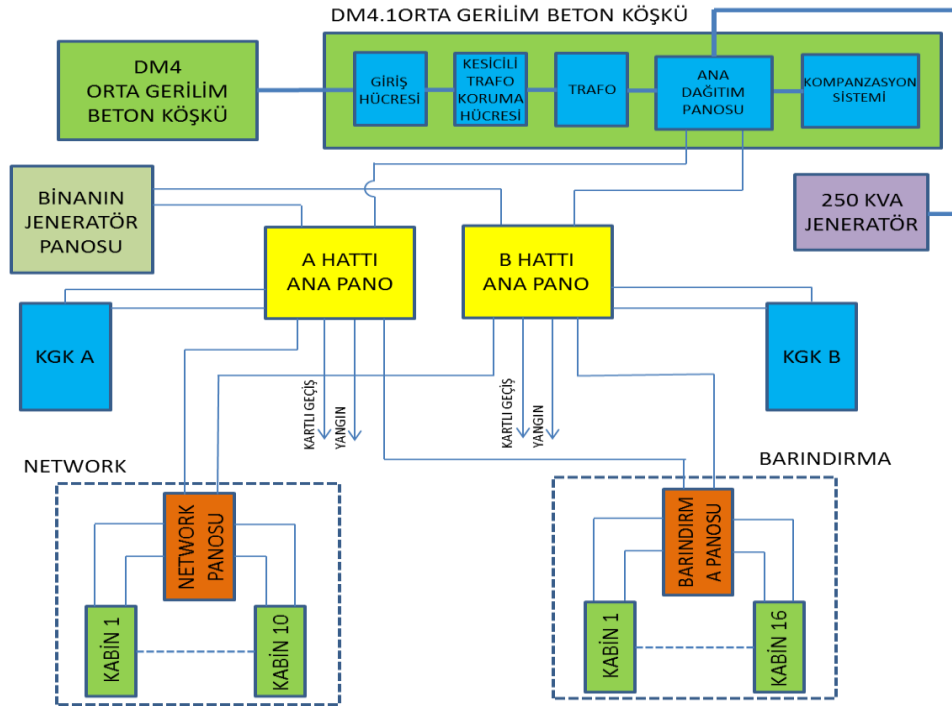 DM4.1ORTA GERİLİM BETON KÖŞKÜ
DM4
ORTA GERİLİM
BETON KÖŞKÜ
GİRİŞ
HÜCRESİ
KESİCİLİ
TRAFO
KORUMA
HÜCRESİ
TRAFO
ANA
DAĞITIM
PANOSU
KOMPANZASYON
SİSTEMİ
BİNANIN
JENERATÖR
PANOSU
A HATTI
ANA PANO
B HATTI
ANA PANO
250 KVA
JENERATÖR
KGK A
KGK B
KARTLI GEÇİŞ
YANGIN
KARTLI GEÇİŞ
YANGIN
NETWORK
NETWORK
PANOSU
KABİN 1
KABİN 10
BARINDIRMA
BARINDIRM
A PANOSU
KABİN 1
KABİN 16